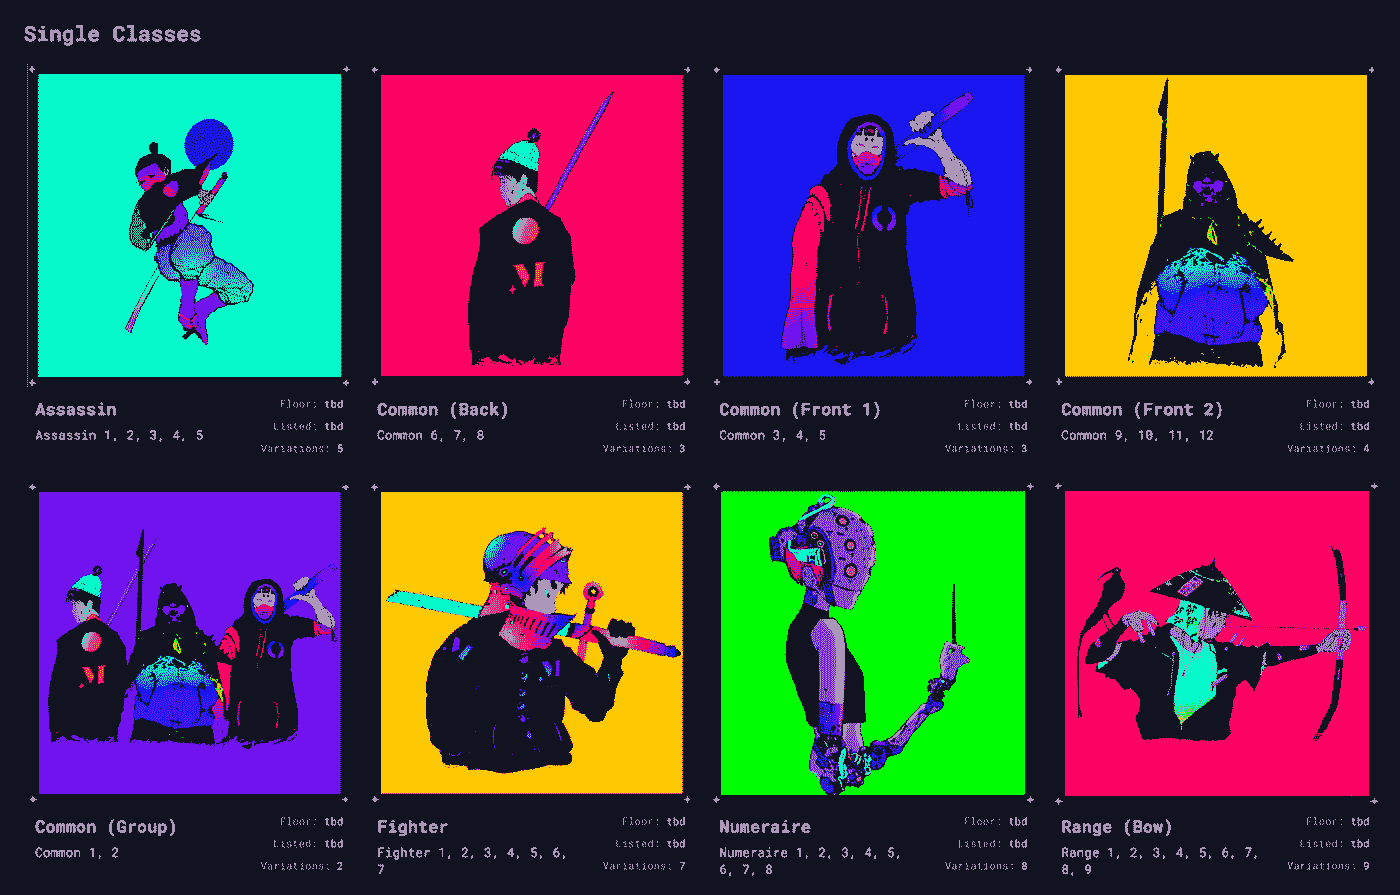 Single Classes
Assassin
Floor: tbd
Assassin 1, 2, 3, 4, 5
Listed: tbd
Variations: 5
Common (Back)
Floor: tbd
Common 6, 7, 8
Listed: tbd
Variations: 3
Common (Front 1)
Floor: tbd
Common 3, 4, 5
Listed: tbd
Variations: 3
Common (Front 2)
Floor: tbd
Common 9, 10, 11, 12
Listed: tbd
Variations: 4
M
M
M
Common (Group)
Floor: tbd
Common 1, 2
Listed: tbd
Variations: 2
Fighter
Floor: tbd
Fighter 1, 2, 3, 4, 5, 6,
7
Listed: tbd
Variations: 7
Numeraire
Floor: tbd
Numeraire 1, 2, 3, 4, 5,
6, 7, 8
Listed: tbd
Variations: 8
Range (Bow)
Floor: tbd
Range 1, 2, 3, 4, 5, 6, 7,
8, 9
Listed: tbd
Variations: 9